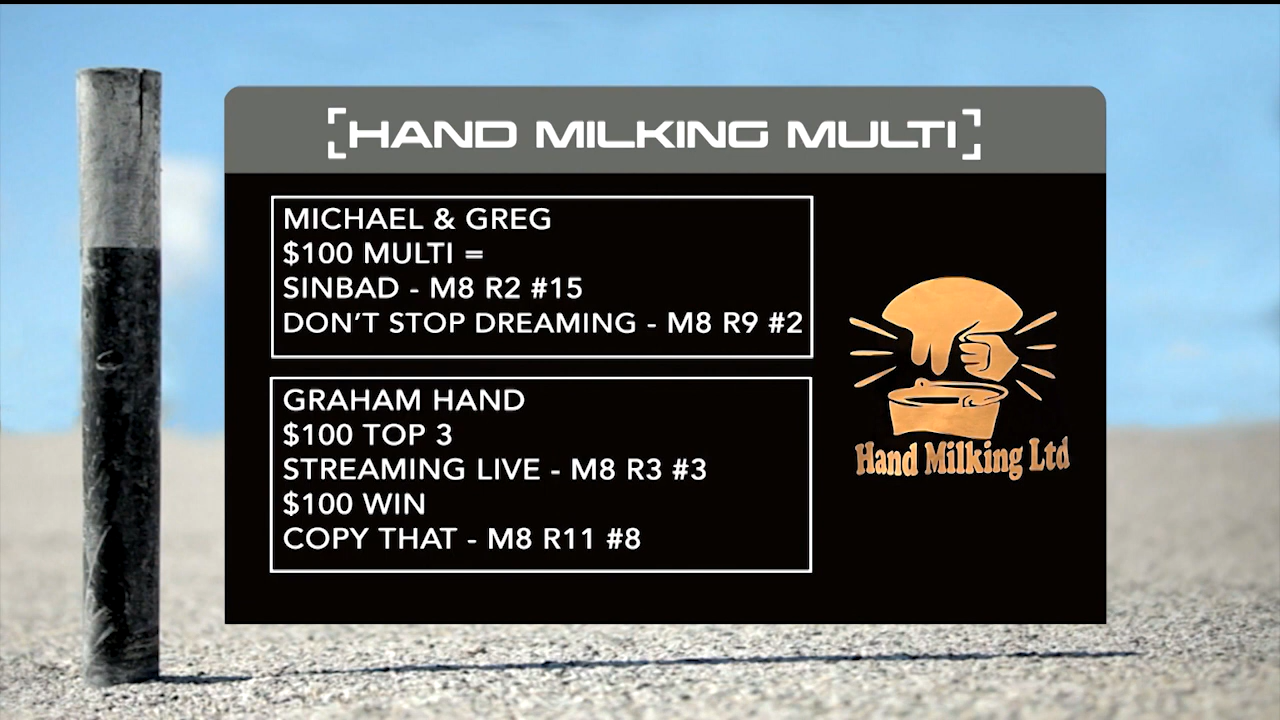 [HAND MILKING MULTI]
MICHAEL & GREG
$100 MULTI =
SINBAD - M8 R2 #15
DON'T STOP DREAMING - M8 R9 #2
GRAHAM HAND
$100 TOP 3
STREAMING LIVE - M8 R3 #3
$100 WIN
COPY THAT - M8 R11 #8
Hand Milking Ltd